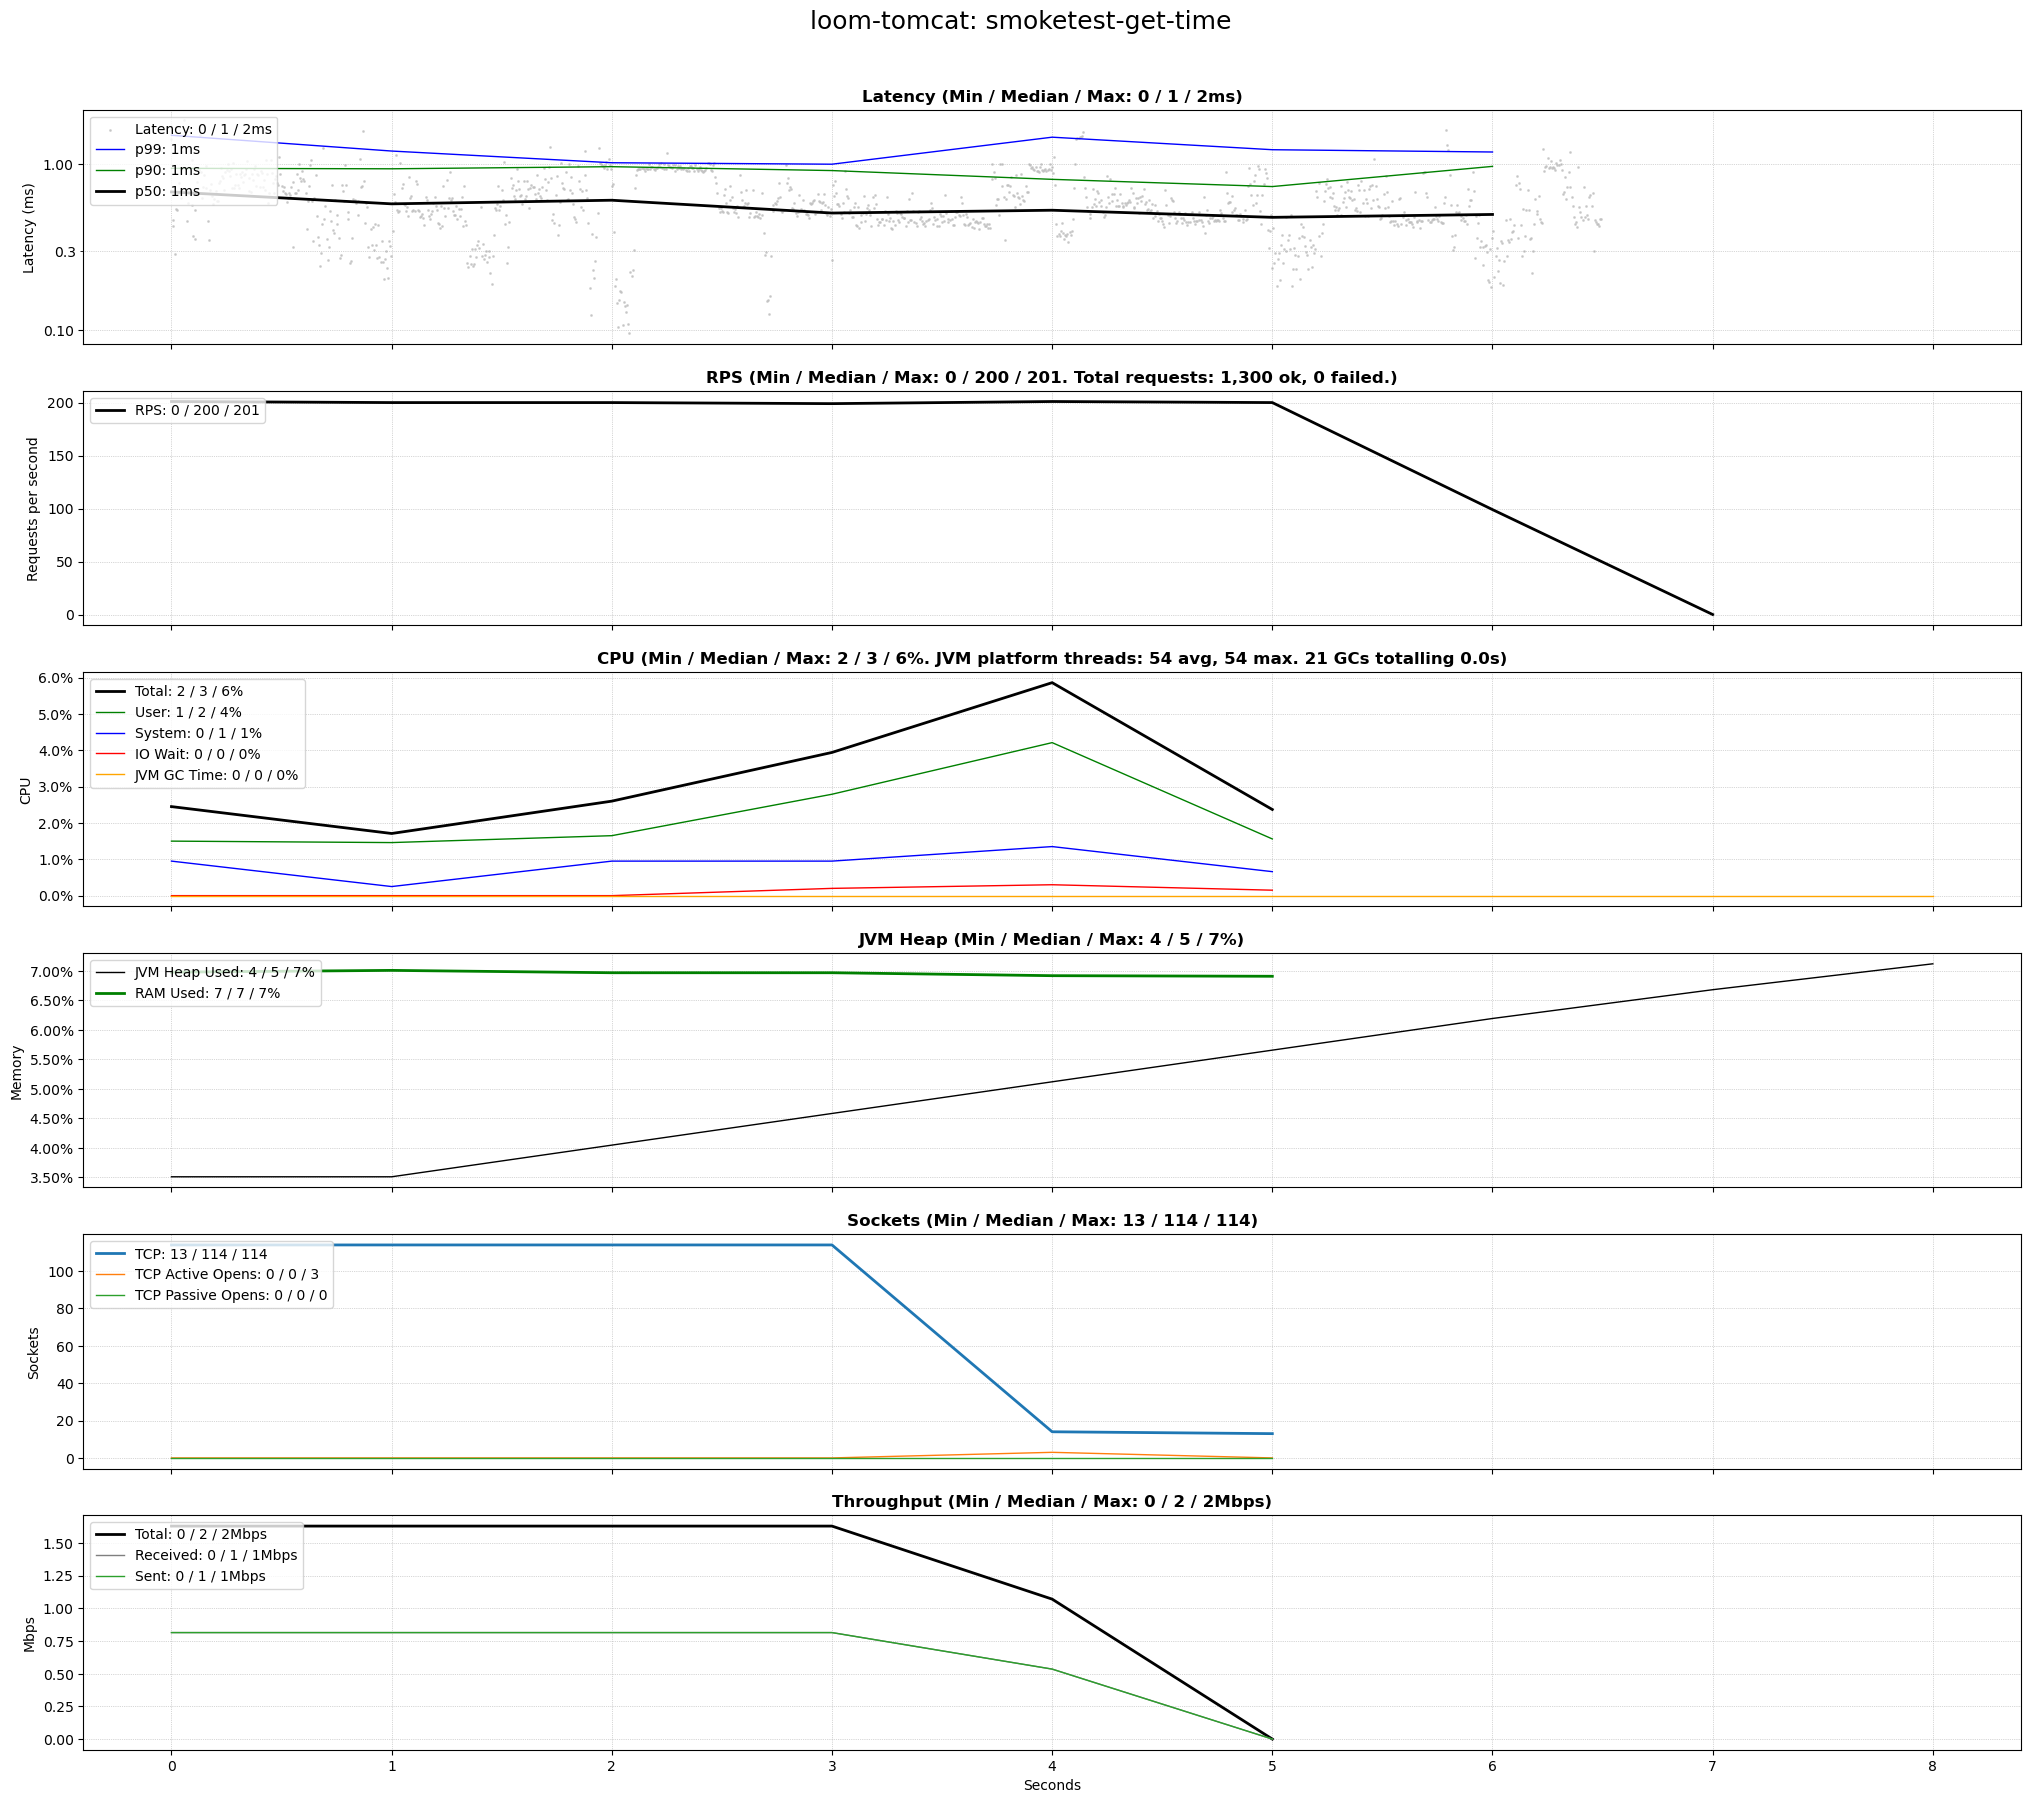 loom-tomcat: smoketest-get-time
Latency (Min / Median / Max: 0 / 1 / 2ms)
Latency: 0 / 1 / 2ms
p99: 1ms
p90: 1ms
p50: 1ms
Latency (ms)
1.00
0.3
0.10
RPS (Min / Median / Max: 0 / 200 / 201. Total requests: 1,300 ok, 0 failed.)
RPS: 0 / 200 / 201
Requests per second
200
150
100
50
0
CPU (Min / Median / Max: 2 / 3 / 6%. JVM platform threads: 54 avg, 54 max. 21 GCs totalling 0.0s)
Total: 2 / 3 / 6%
User: 1 / 2 / 4%
System: 0 / 1 / 1%
IO Wait: 0 / 0 / 0%
JVM GC Time: 0 / 0 / 0%
CPU
6.0%
5.0%
4.0%
3.0%
2.0%
1.0%
0.0%
JVM Heap (Min / Median / Max: 4 / 5 / 7%)
JVM Heap Used: 4 / 5 / 7%
RAM Used: 7 / 7 / 7%
Memory
7.00%
6.50%
6.00%
5.50%
5.00%
4.50%
4.00%
3.50%
Sockets (Min / Median / Max: 13 / 114 / 114)
TCP: 13 / 114 / 114
TCP Active Opens: 0 / 0 / 3
TCP Passive Opens: 0 / 0 / 0
Sockets
100
80
60
40
20
0
Throughput (Min / Median / Max: 0 / 2 / 2Mbps)
Total: 0 / 2 / 2Mbps
Received: 0 / 1 / 1Mbps
Sent: 0 / 1 / 1Mbps
Mbps
1.50
1.25
1.00
0.75
0.50
0.25
0.00
0 1 2 3 4 5 6 7 8
Seconds